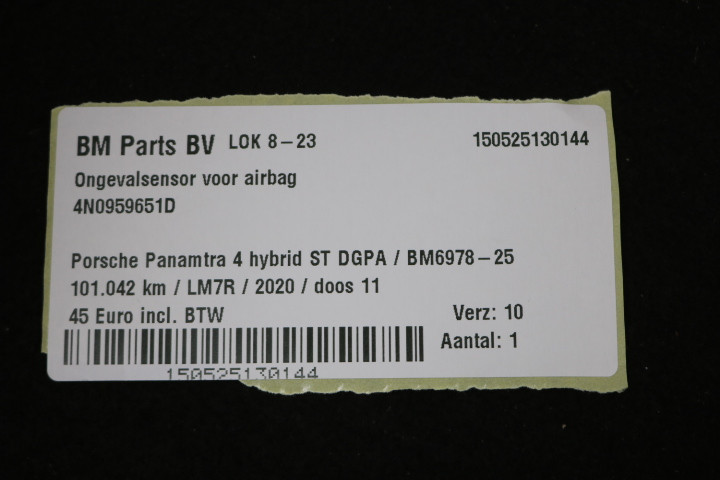 BM Parts BV LOK 8-23 150525130144
Ongevalsensor voor airbag
4N0959651D
Porsche Panamtra 4 hybrid ST DGPA / BM6978-25
101.042 km / LM7R / 2020 / doos 11
45 Euro incl. BTW Verz: 10
Aantal: 1
150525130144